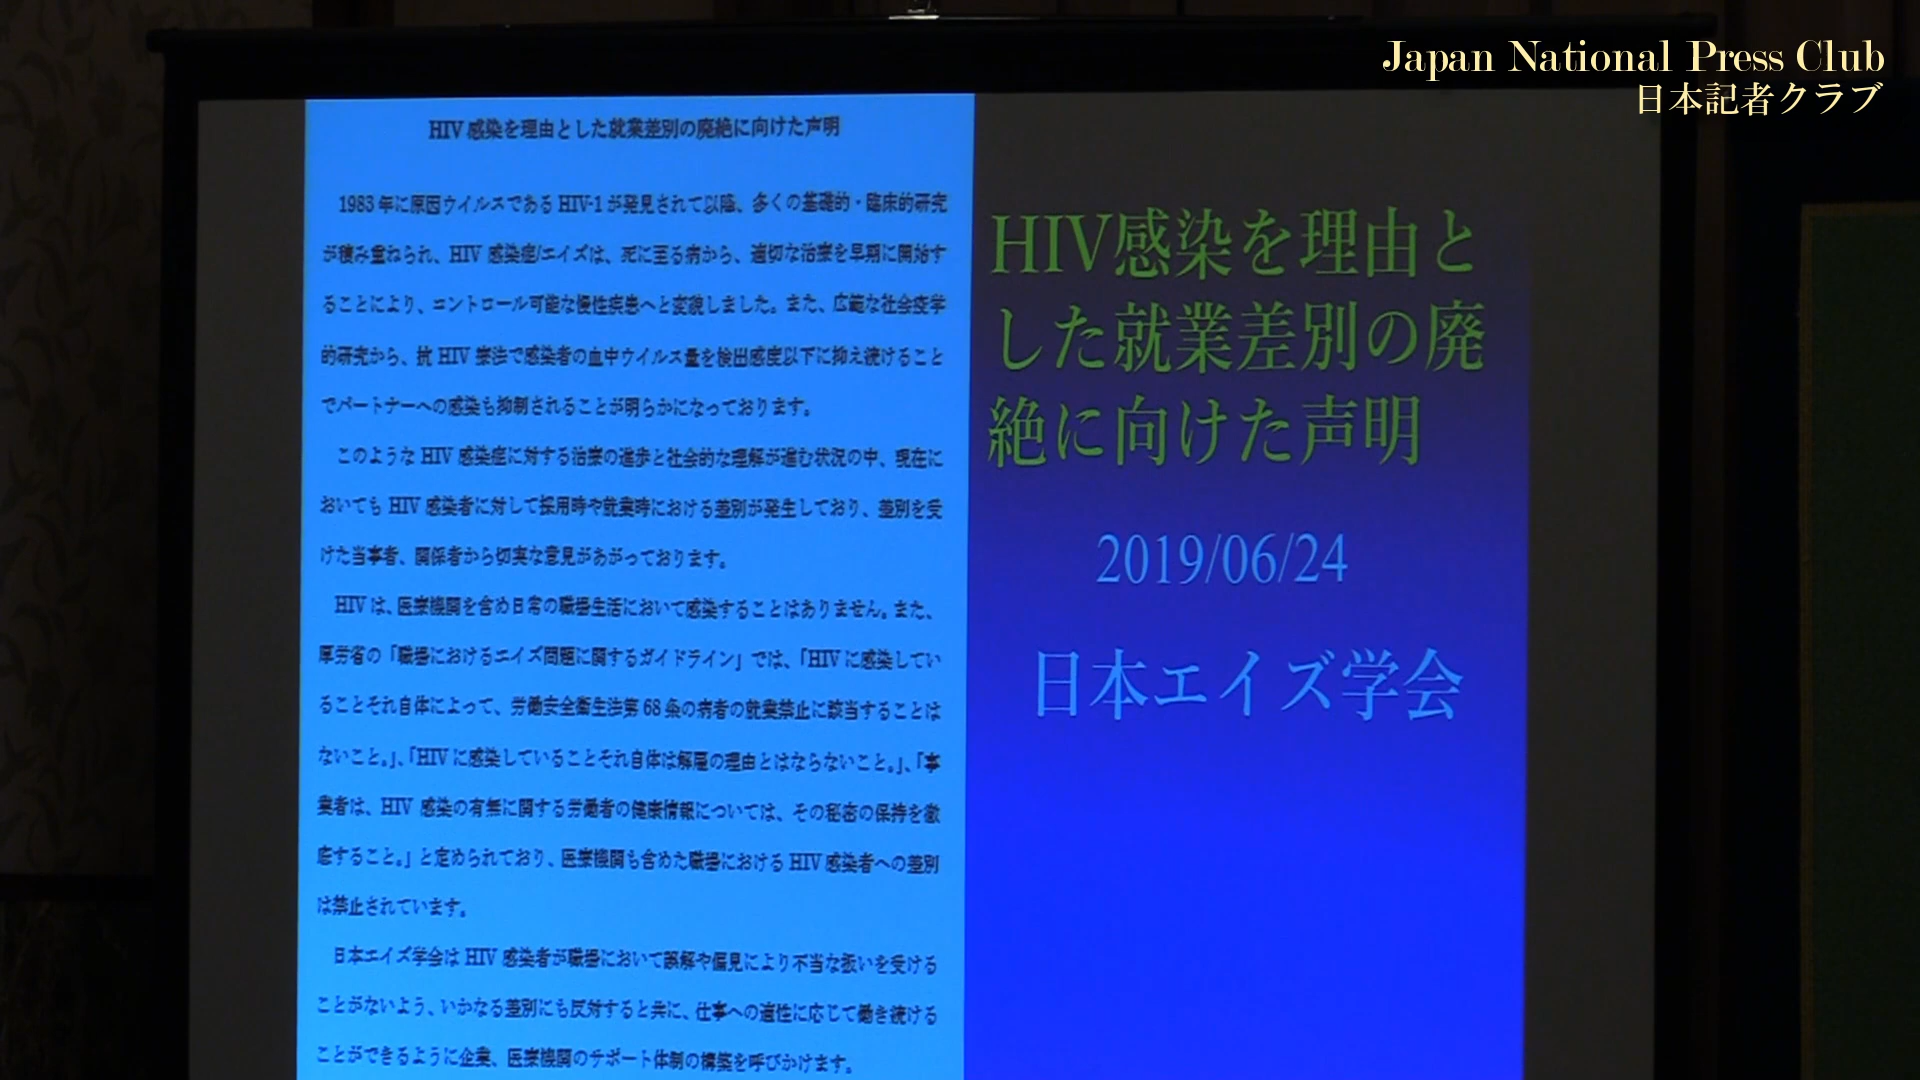 Japan National Press Club
日本記者クラブ
HIV感染を理由とした就業差別の廃絶に向けた声明
1983年に原因ウイルスであるHIV-1が発見されて以降、多くの基礎的・臨床的研究
が積み重ねられ、HIV 感染症/エイズは、死に至る病から、適切な治療を早期に開始す
ることにより、コントロール可能な慢性疾患へと変貌しました。また、広範な社会疫学
的研究から、抗 HIV 療法で感染者の血中ウイルス量を検出感度以下に抑え続けること
でパートナーへの感染も抑制されることが明らかになっております。
このような HIV 感染症に対する治療の進歩と社会的な理解が進む状況の中、現在に
おいても HIV 感染者に対して採用時や就業時における差別が発生しており、差別を受
けた当事者、関係者から切実な意見があがっております。
HIV は、医療機関を含め日常の職場生活において感染することはありません。また、
厚労省の「職場におけるエイズ問題に関するガイドライン」では、「HIV に感染してい
ることそれ自体によって、労働安全衛生法第 68 条の病者の就業禁止に該当することは
ないこと。」、「HIV に感染していることそれ自体は解雇の理由とはならないこと。」、「事
業者は、HIV 感染の有無に関する労働者の健康情報については、その秘密の保持を徹
底すること。」と定められており、医療機関も含めた職場における HIV 感染者への差別
は禁止されています。
日本エイズ学会は HIV 感染者が職場において誤解や偏見により不当な扱いを受ける
ことがないよう、いかなる差別にも反対すると共に、仕事への適性に応じて働き続ける
ことができるように企業、医療機関のサポート体制の構築を呼びかけます。
HIV感染を理由と
した就業差別の廃
絶に向けた声明
2019/06/24
日本エイズ学会